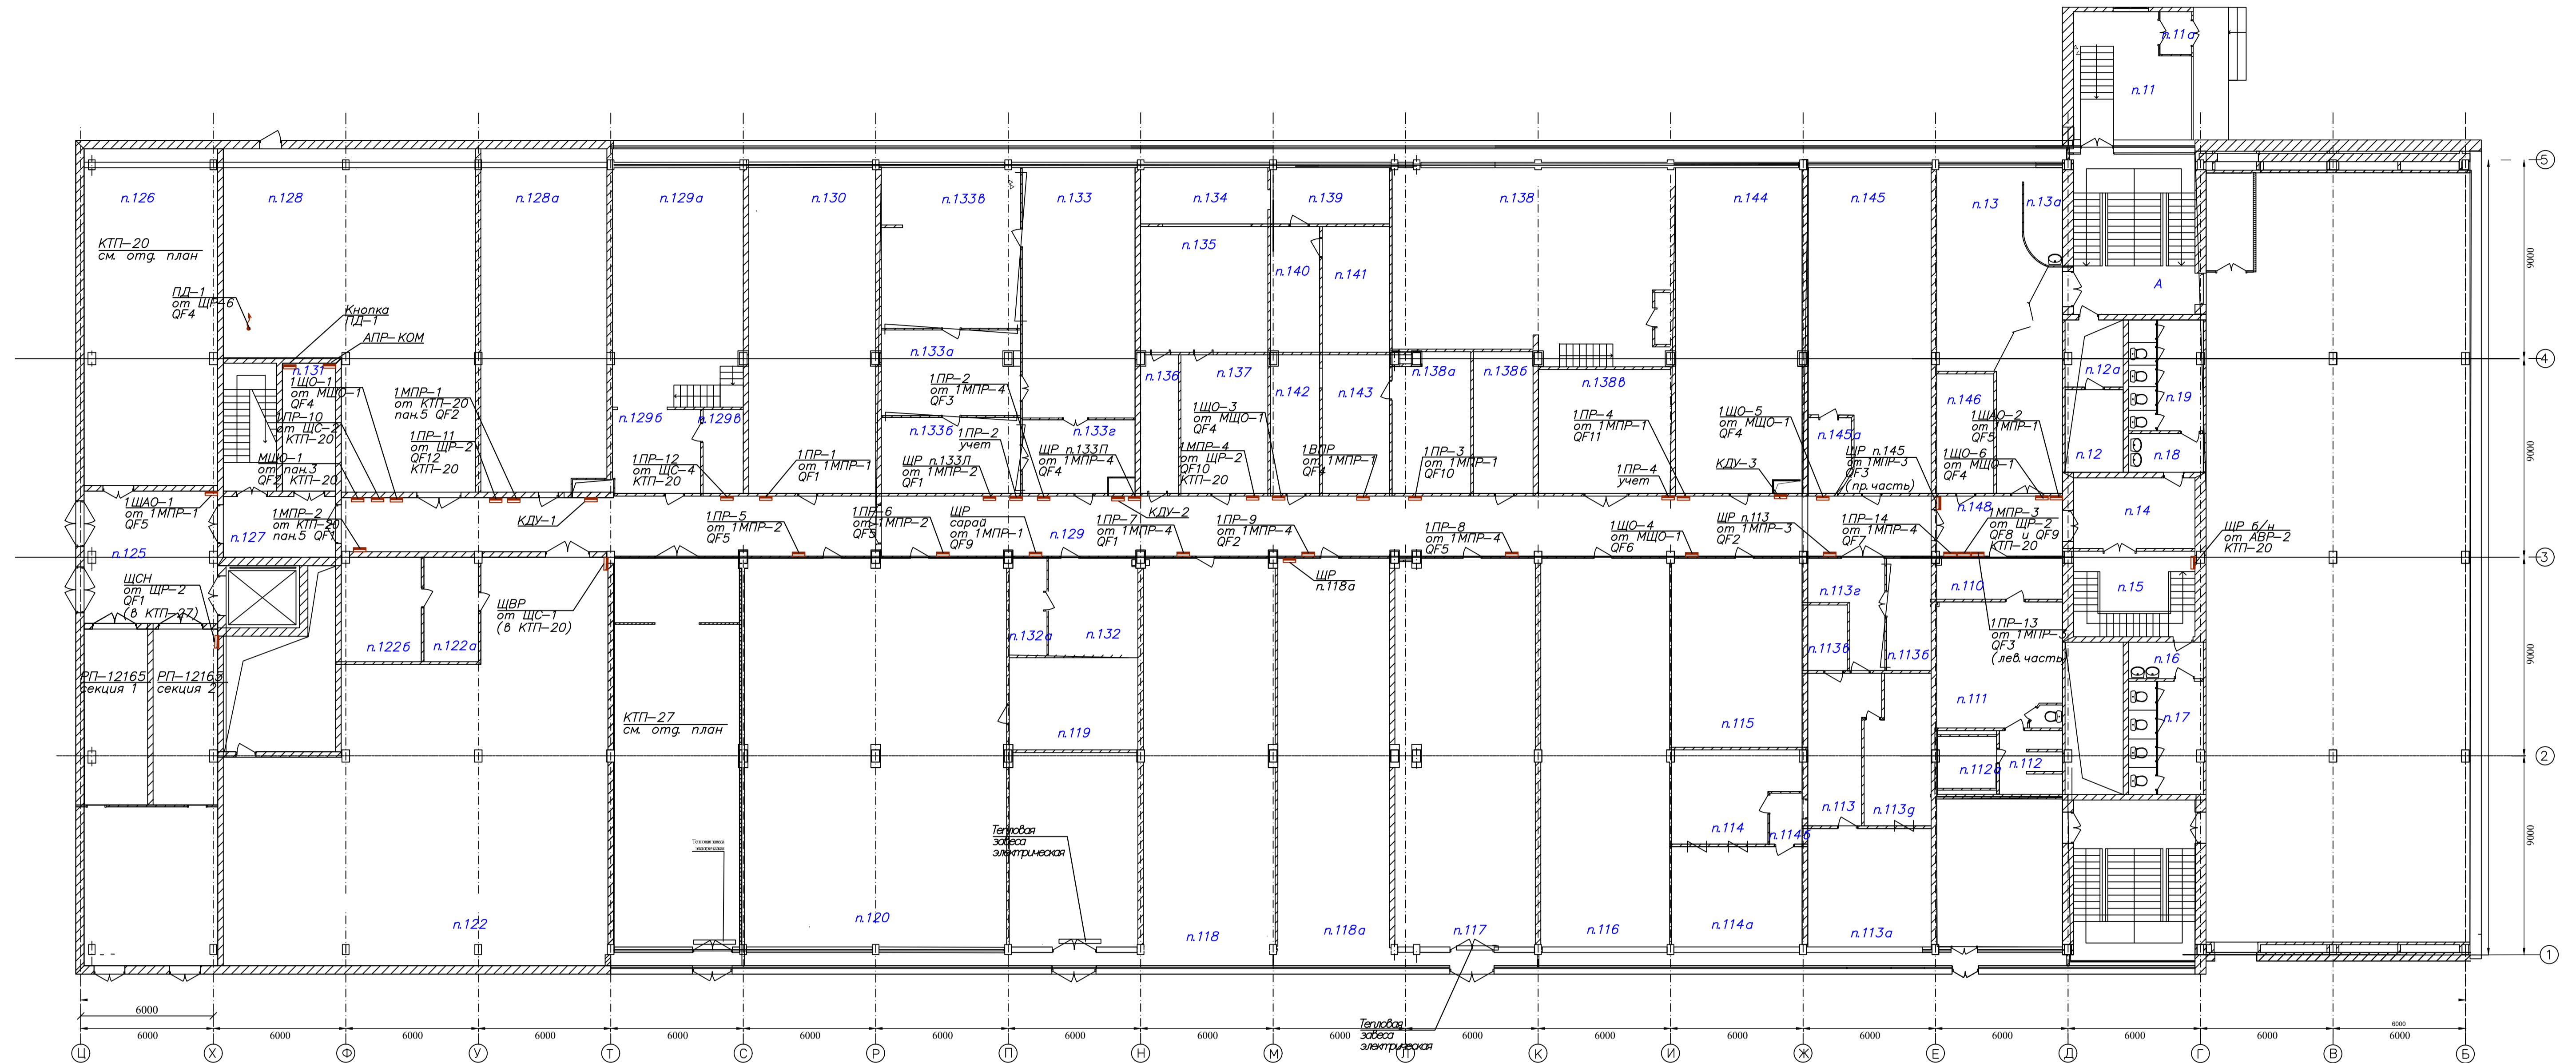 п.11а
п.11
5
п.126
п.128
п.128а
п.129а
п.130
п.133в
п.133
п.134
п.139
п.138
п.144
п.145
п.13
п.13а
КТП-20
см. отд. план
п.135
п.140
п.141
9000
А
ПД-1
от ЩР-6
QF4
Кнопка
ПД-1
АПР-КОМ
п.133а
4
п.131
1ЩО-1
от МЩО-1
QF4
1ПР-10
от ЩС-2
КТП-20
МЩО-1
от пан.3
QF2 КТП-20
1МПР-1
от КТП-20
пан.5 QF2
1ПР-11
от ЩР-2
QF12
КТП-20
п.129б
п.129в
1ПР-12
от ЩС-4
КТП-20
1ПР-1
от 1МПР-1
QF1
1ПР-2
от 1МПР-4
QF3
п.133б
1ПР-2
учет
ЩР п.133Л
от 1МПР-2
QF1
п.133г
ЩР п.133П
от 1МПР-4
QF4
п.136
п.137
1ЩО-3
от МЩО-1
QF4
1МПР-4
от ЩР-2
QF10
КТП-20
п.142
п.143
1ВПР
от 1МПР-1
QF4
п.138а
п.138б
п.138в
1ПР-3
от 1МПР-1
QF10
1ПР-4
от 1МПР-1
QF11
1ПР-4
учет
1ЩО-5
от МЩО-1
QF4
КДУ-3
п.145а
ЩР п.145
от 1МПР-3
QF3
(пр.часть)
п.146
1ЩАО-2
от 1МПР-1
QF5
1ЩО-6
от МЩО-1
QF4
п.12а
п.12
п.19
п.18
9000
1ЩАО-1
от 1МПР-1
QF5
п.125
п.127
1МПР-2
от КТП-20
пан.5 QF1
КДУ-1
1ПР-5
от 1МПР-2
QF5
1ПР-6
от 1МПР-2
QF5
ЩР
сарай
от 1МПР-1
QF9
п.129
1ПР-7
от 1МПР-4
QF1
КДУ-2
1ПР-9
от 1МПР-4
QF2
ЩР
п.118а
1ПР-8
от 1МПР-4
QF5
1ЩО-4
от МЩО-1
QF6
ЩР п.113
от 1МПР-3
QF2
1ПР-14
от 1МПР-4
QF7
п.148
1МПР-3
от ЩР-2
QF8 и QF9
КТП-20
п.14
ЩР б/н
от АВР-2
КТП-20
3
ЩСН
от ЩР-2
QF1
(в КТП-27)
ЩВР
от ЩС-1
(в КТП-20)
п.122б
п.122а
п.132а
п.132
п.113г
п.113в
п.113б
п.110
1ПР-13
от 1МПР-3
QF3
(лев.часть)
п.15
п.16
9000
РП-12165
секция 1
РП-12165
секция 2
КТП-27
см. отд. план
п.119
п.115
п.111
п.17
2
п.112а
п.112
п.113
п.113д
п.114
п.114б
Тепловая завеса
электрическая
Тепловая
завеса
электрическая
9000
п.122
п.120
п.118
п.118а
п.117
п.116
п.114а
п.113а
1
6000
Тепловая
завеса
электрическая
6000
6000 6000 6000 6000 6000 6000 6000 6000 6000 6000 6000 6000 6000 6000 6000 6000 6000 6000
Ц Х Ф У Т С Р П Н М Л К И Ж Е Д Г В Б